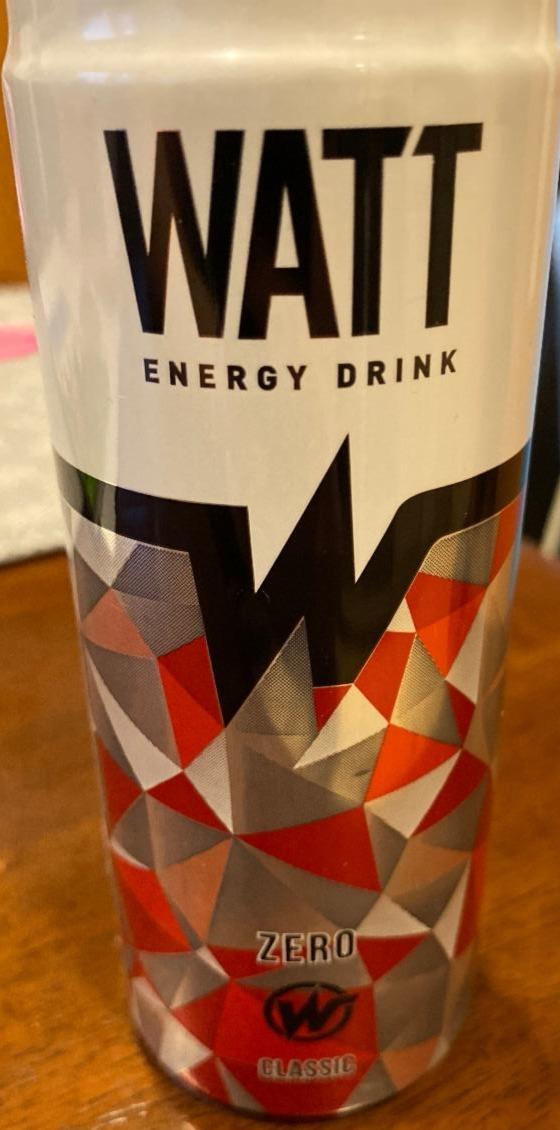 WATT
ENERGY DRINK
ZERO
CLASSIC